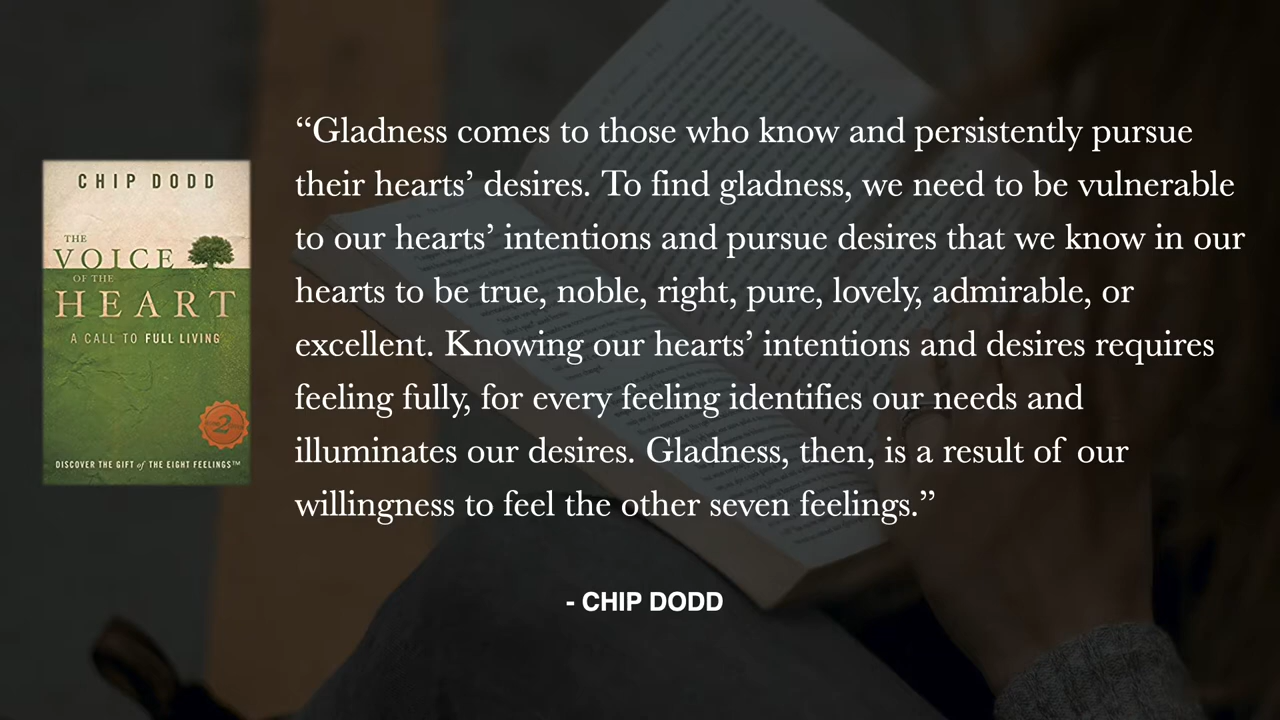 CHIP DODD
THE
VOICE
OF THE
HEART
A CALL TO FULL LIVING
2
DISCOVER THE GIFT of THE EIGHT FEELINGS™
“Gladness comes to those who know and persistently pursue
their hearts’ desires. To find gladness, we need to be vulnerable
to our hearts’ intentions and pursue desires that we know in our
hearts to be true, noble, right, pure, lovely, admirable, or
excellent. Knowing our hearts’ intentions and desires requires
feeling fully, for every feeling identifies our needs and
illuminates our desires. Gladness, then, is a result of our
willingness to feel the other seven feelings.”
- CHIP DODD